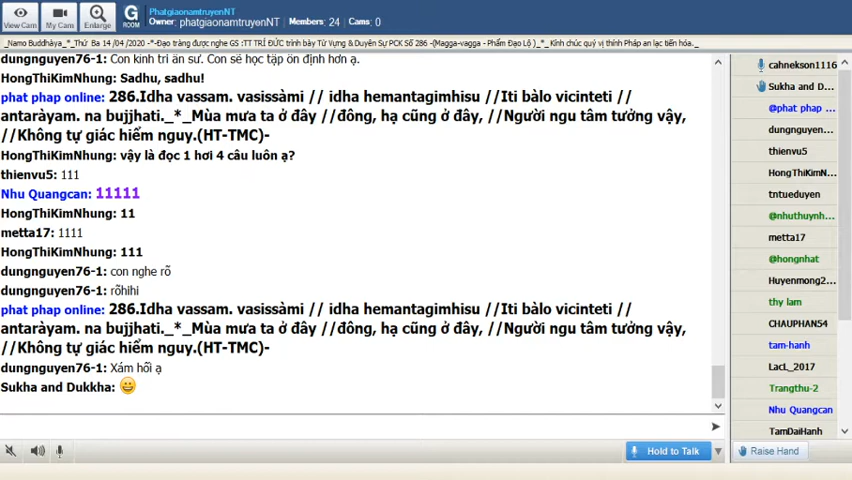 View Cam
My Cam
Enlarge
G
ROOM
PhatgiaonamtruyenNT
Owner: phatgiaonamtruyenNT Members: 24 Cams: 0
_Namo Buddhàya_*_Thứ Ba 14 /04 /2020 -*-Đạo tràng được nghe GS :TT TRÍ ĐỨC trình bày Từ Vựng & Duyên Sự PCK Số 286 -(Magga-vagga - Phẩm Đạo Lộ )_*_ Kính chúc quý vị thính Pháp an lạc tiến hóa._
dungnguyen76-1: Con kính tri ân sư. Con sẽ học tập ổn định hơn ạ.
HongThiKimNhung: Sadhu, sadhu!
phat phap online: 286.Idha vassam. vasissàmi // idha hemantagimhisu //Iti bàlo vicinteti //
antaràyam. na bujjhati._*_Mùa mưa ta ở đây //đông, hạ cũng ở đây, //Người ngu tâm tưởng vậy,
//Không tự giác hiểm nguy.(HT-TMC)-
HongThiKimNhung: vậy là đọc 1 hơi 4 câu luôn ạ?
thienvu5: 111
Nhu Quangcan: 11111
HongThiKimNhung: 11
metta17: 1111
HongThiKimNhung: 111
dungnguyen76-1: con nghe rõ
dungnguyen76-1: rõhihi
phat phap online: 286.Idha vassam. vasissàmi // idha hemantagimhisu //Iti bàlo vicinteti //
antaràyam. na bujjhati._*_Mùa mưa ta ở đây //đông, hạ cũng ở đây, //Người ngu tâm tưởng vậy,
//Không tự giác hiểm nguy.(HT-TMC)-
dungnguyen76-1: Xám hối ạ
Sukha and Dukkha:
Hold to Talk
cahnekson1116
Sukha and D...
@phat phap ...
dungnguyen...
thienvu5
HongThiKimN...
tntueduyen
@nhuthuynh...
metta17
@hongnhat
Huyenmong2...
thy lam
CHAUPHAN54
tam-hanh
LacL_2017
Trangthu-2
Nhu Quangcan
TamDaiHanh
Raise Hand